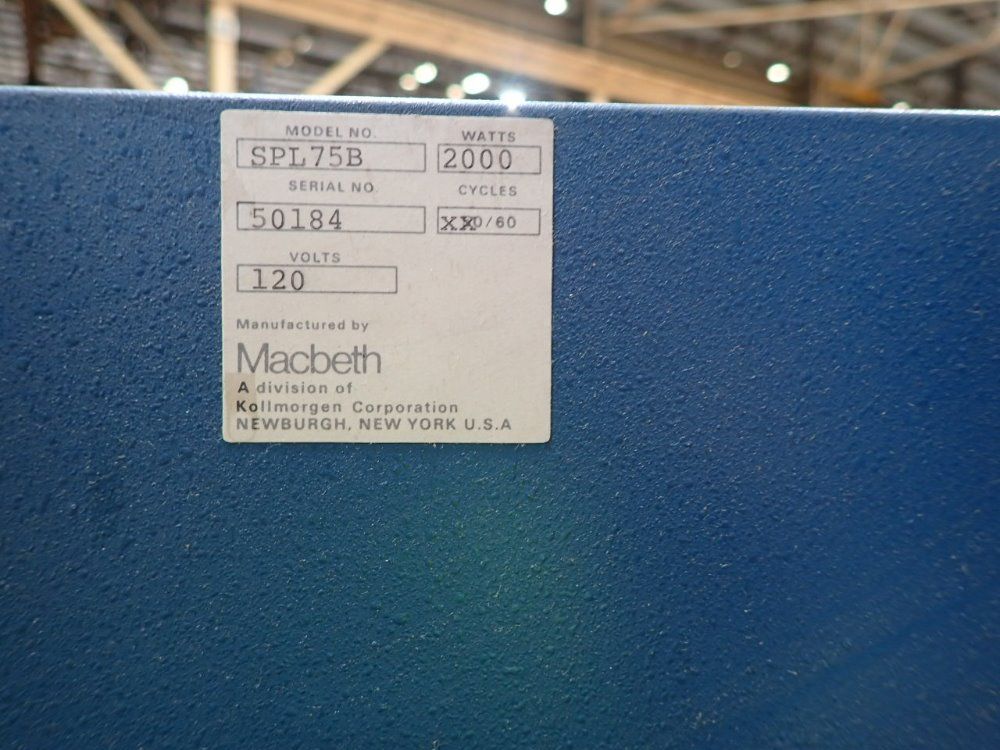 MODEL NO. WATTS
SPL75B 2000
SERIAL NO. CYCLES
50184 xx/60
VOLTS
120
Manufactured by
Macbeth
A division of
Kollmorgen Corporation
NEWBURGH, NEW YORK U.S.A